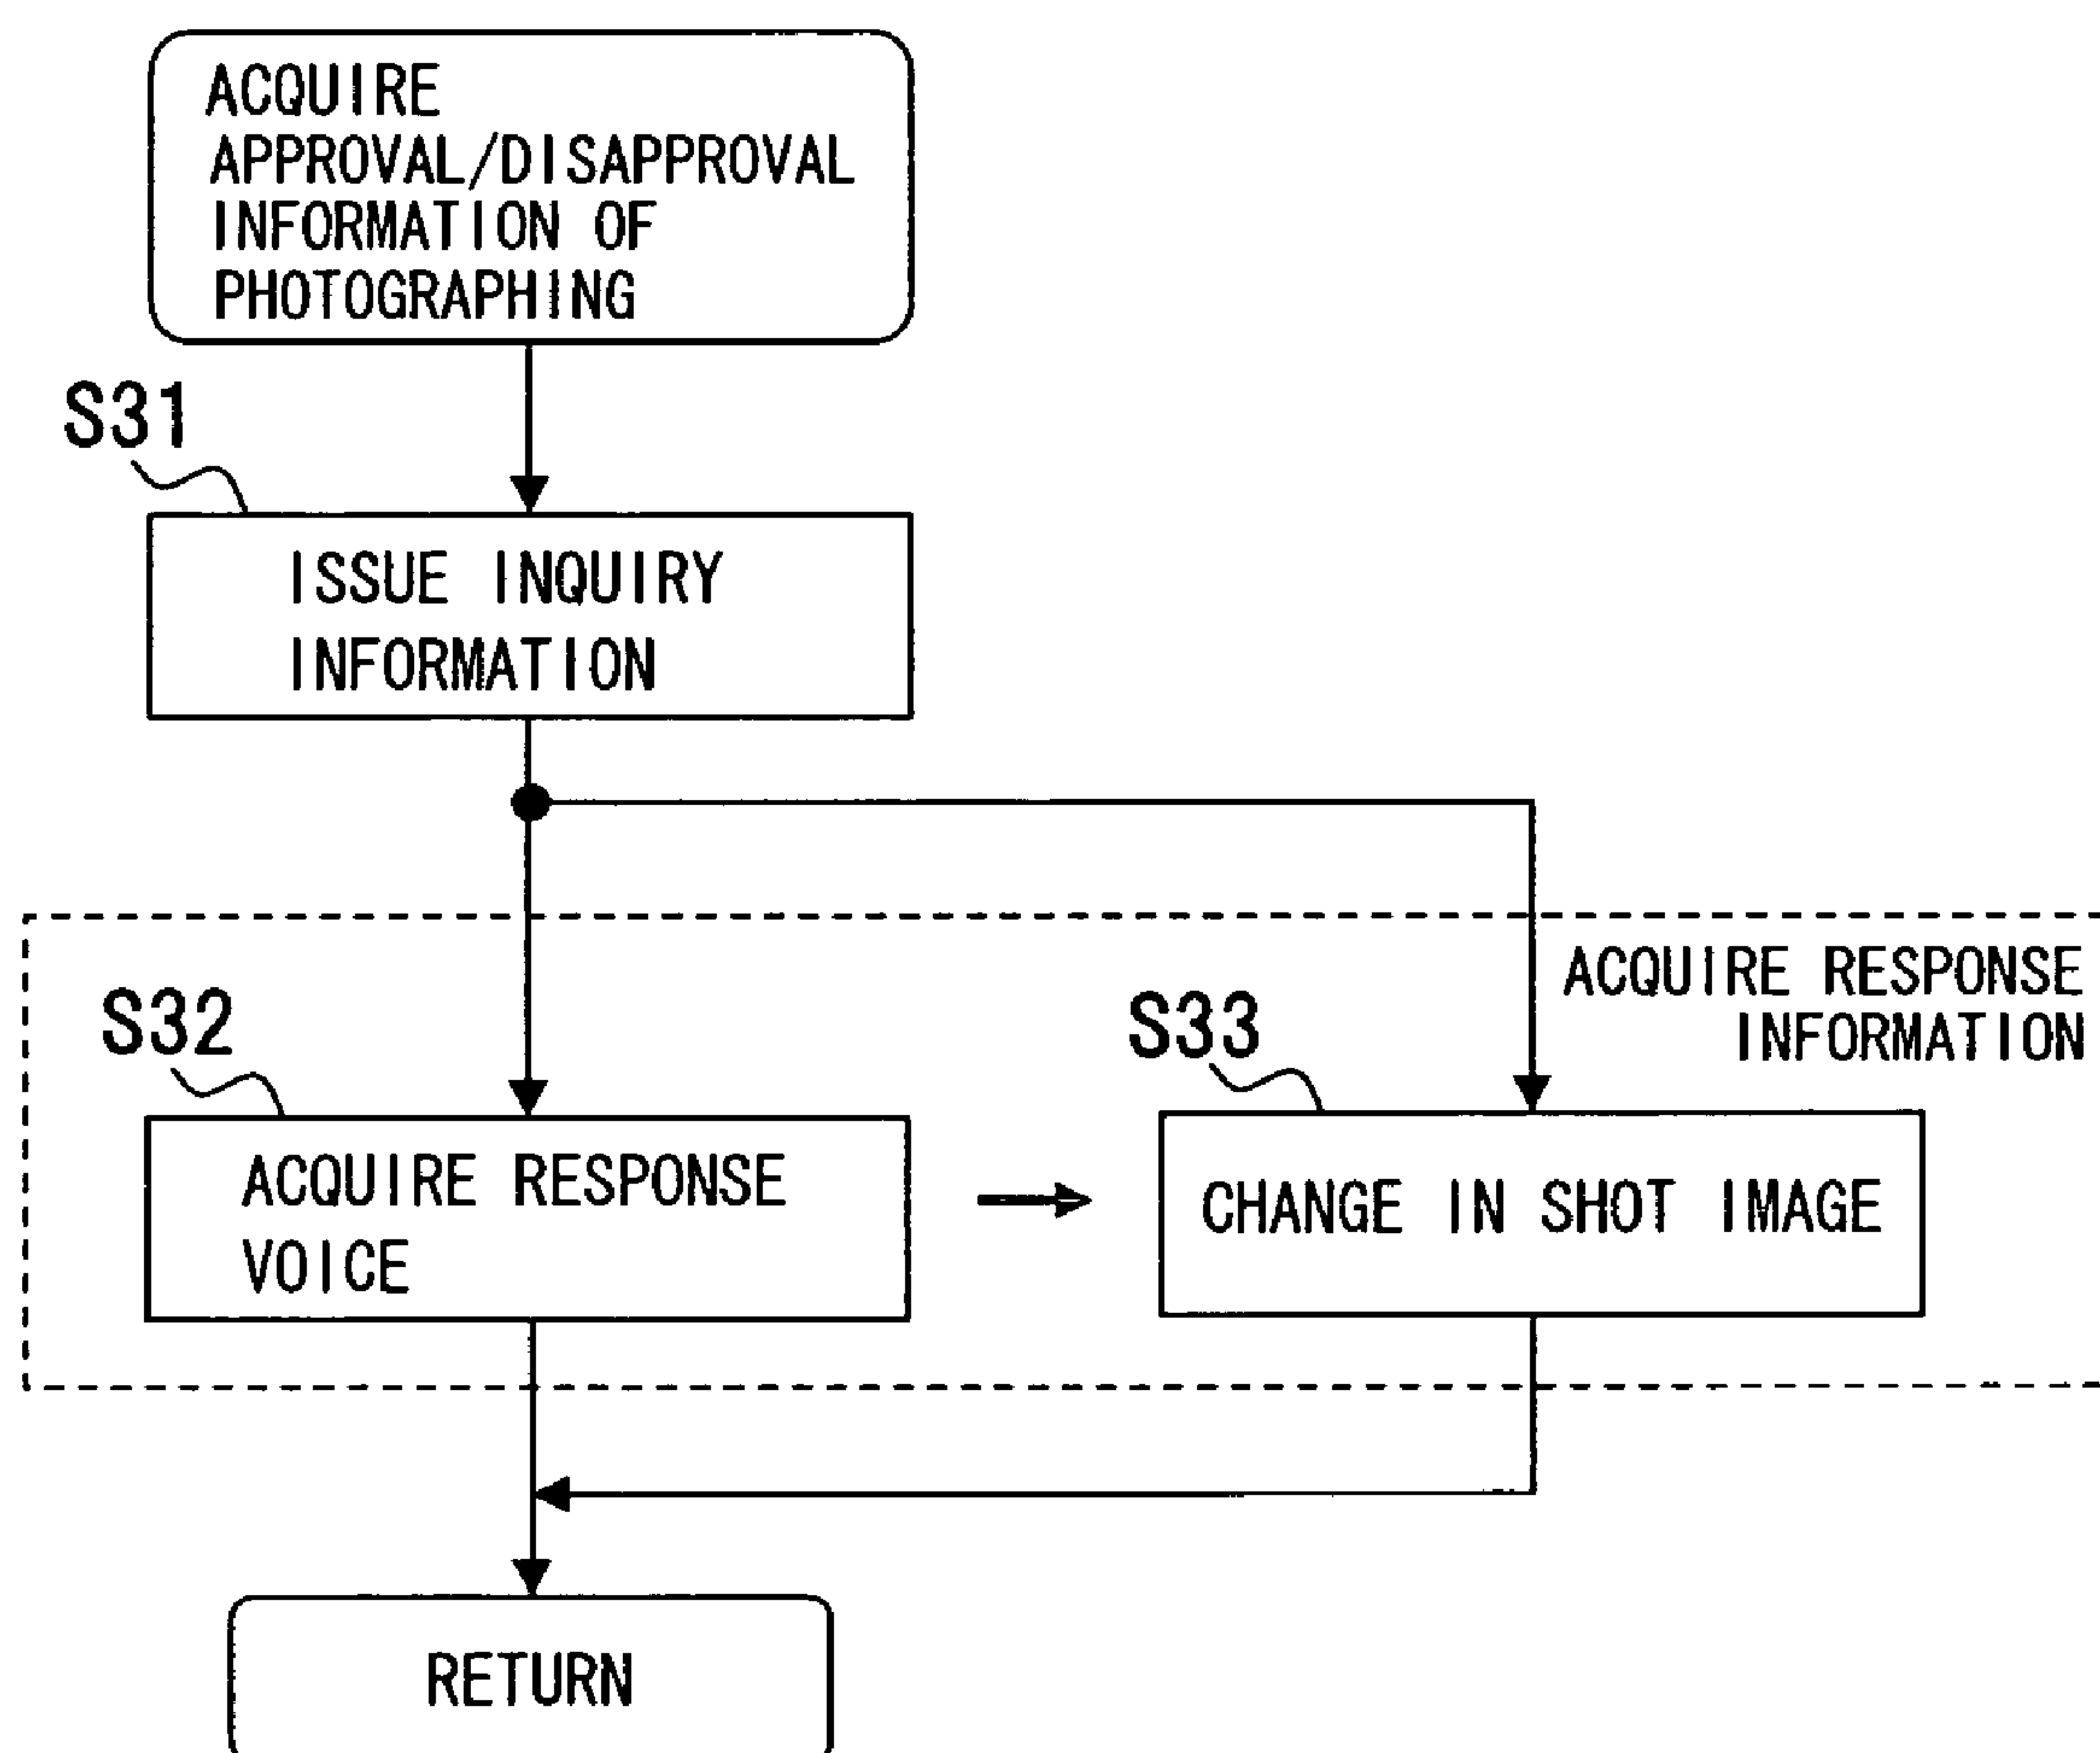 ACQUIRE
APPROVAL/DISAPPROVAL
INFORMATION OF
PHOTOGRAPHING
S31
ISSUE INQUIRY
INFORMATION
ACQUIRE RESPONSE
INFORMATION
S32
S33
ACQUIRE RESPONSE
VOICE
CHANGE IN SHOT IMAGE
RETURN